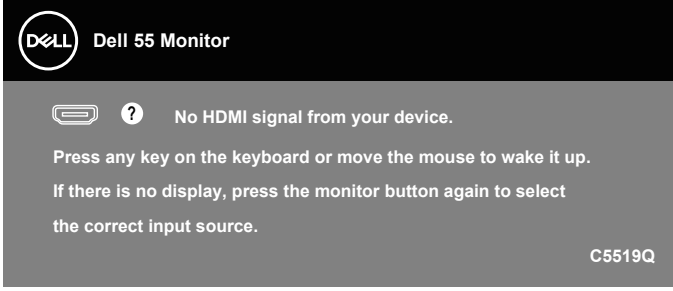 DELL Dell 55 Monitor
? No HDMI signal from your device.
Press any key on the keyboard or move the mouse to wake it up.
If there is no display, press the monitor button again to select
the correct input source.
C5519Q